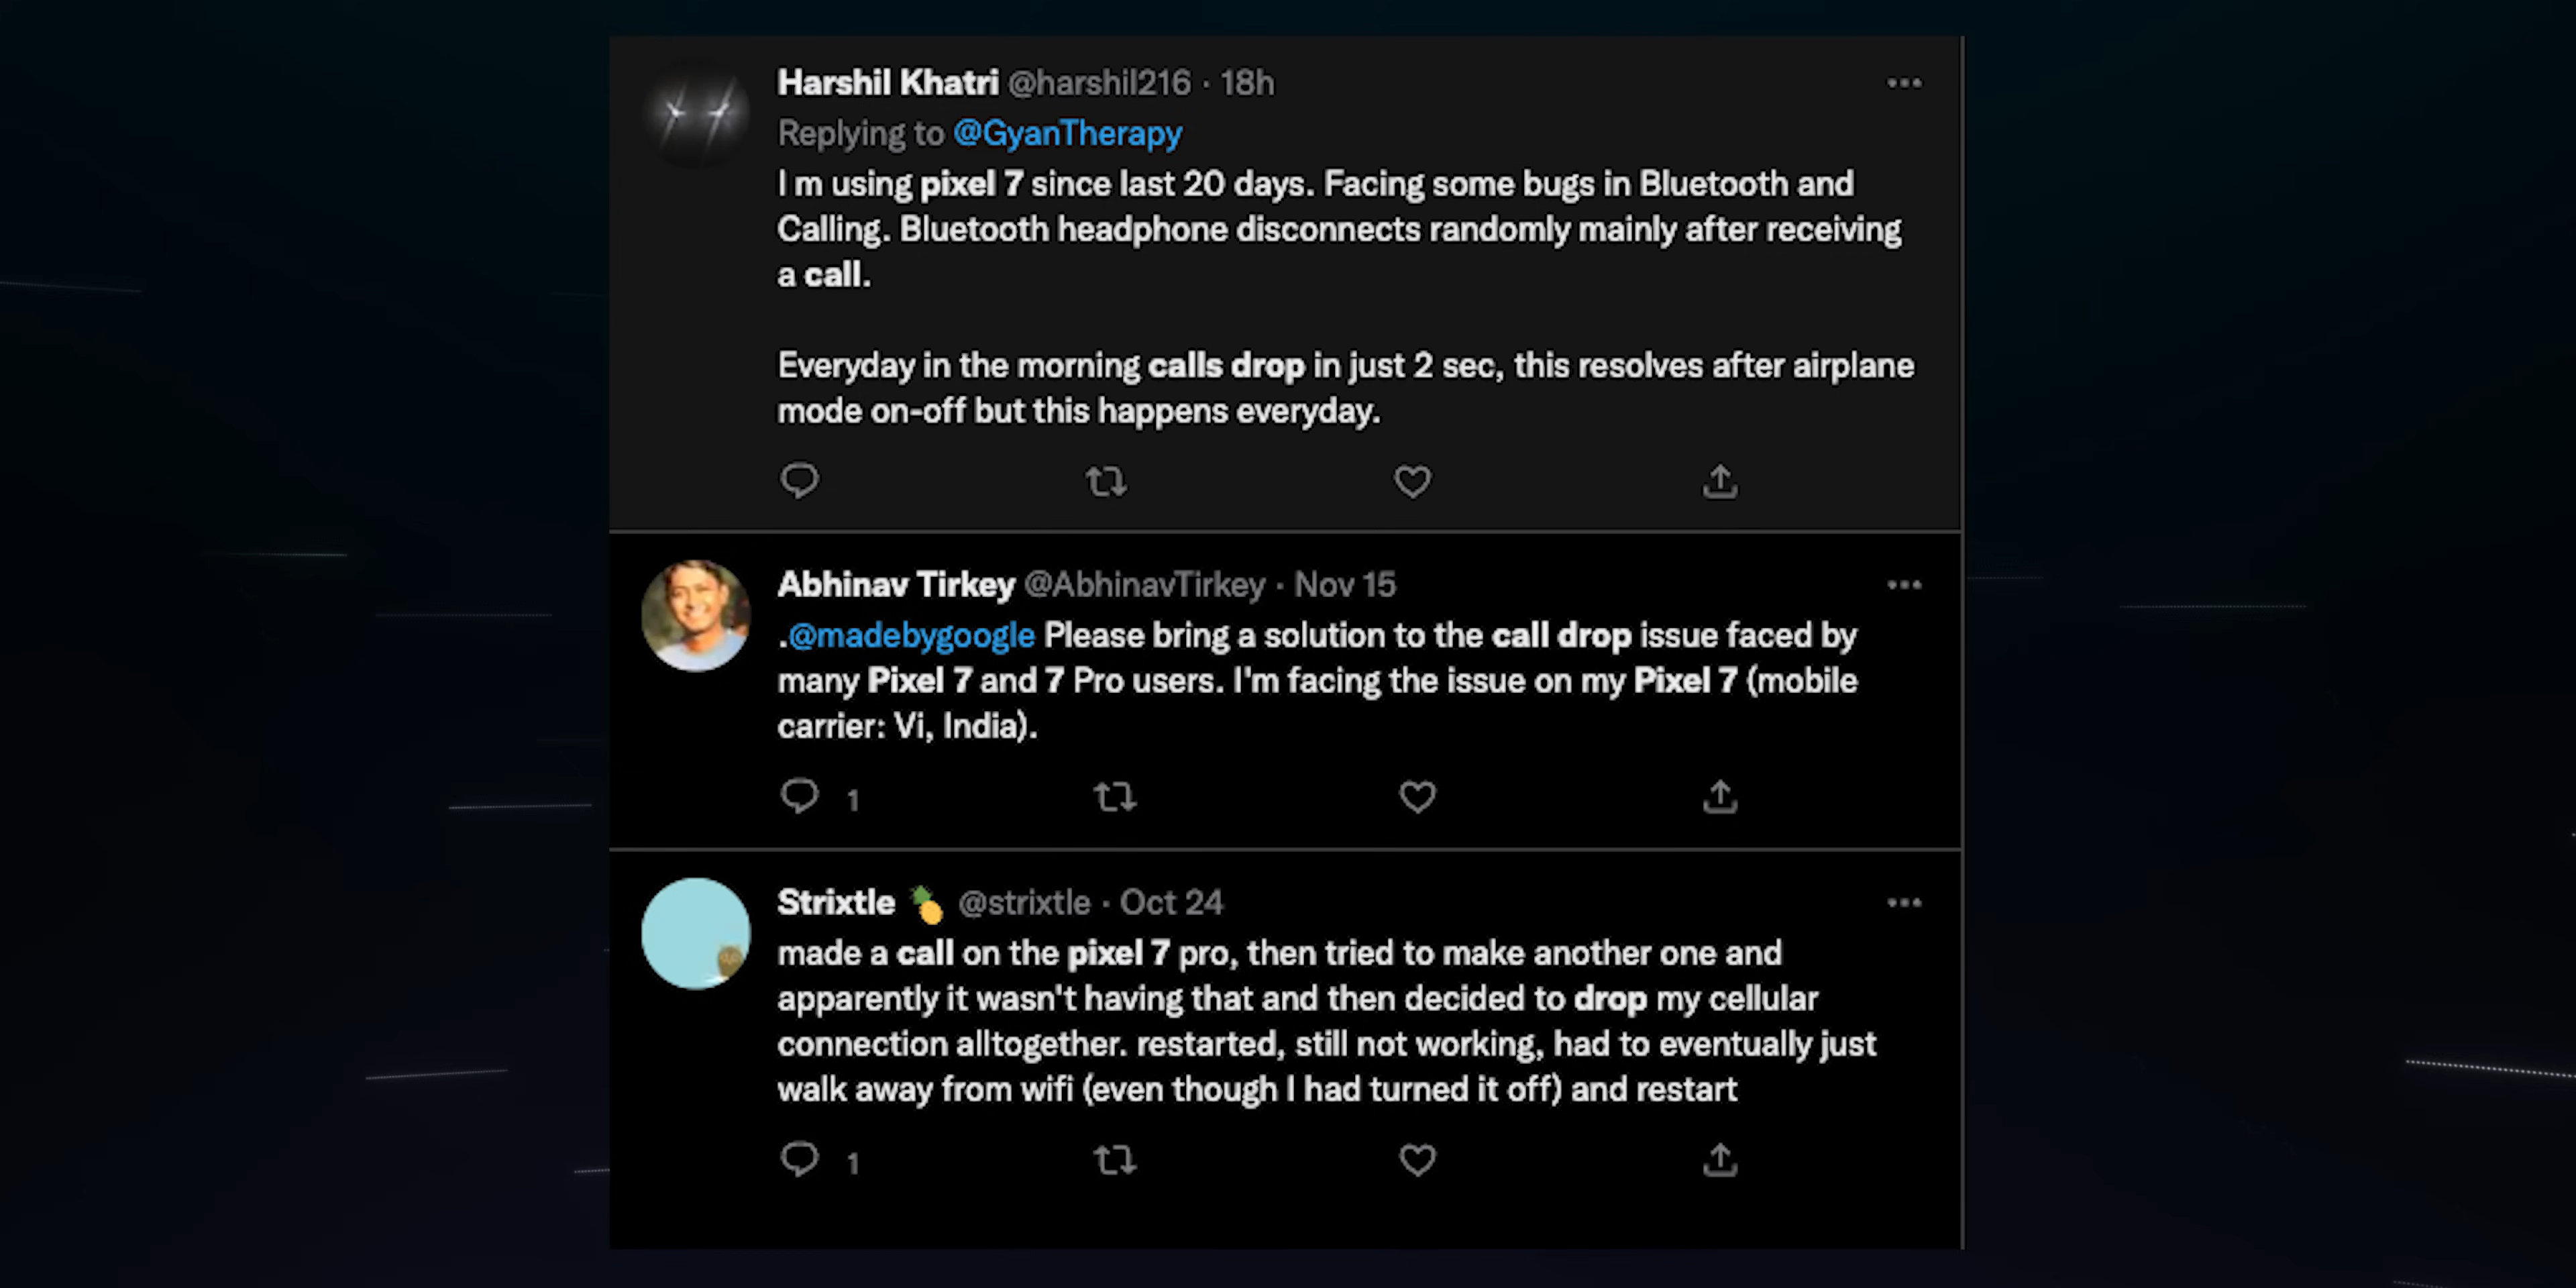 Harshil Khatri @harshil216 · 18h
Replying to @GyanTherapy
I m using pixel 7 since last 20 days. Facing some bugs in Bluetooth and
Calling. Bluetooth headphone disconnects randomly mainly after receiving
a call.
Everyday in the morning calls drop in just 2 sec, this resolves after airplane
mode on-off but this happens everyday.
Abhinav Tirkey @AbhinavTirkey · Nov 15
.@madebygoogle Please bring a solution to the call drop issue faced by
many Pixel 7 and 7 Pro users. I'm facing the issue on my Pixel 7 (mobile
carrier: Vi, India).
1
Strixtle 🍍 @strixtle · Oct 24
made a call on the pixel 7 pro, then tried to make another one and
apparently it wasn't having that and then decided to drop my cellular
connection alltogether. restarted, still not working, had to eventually just
walk away from wifi (even though I had turned it off) and restart
1